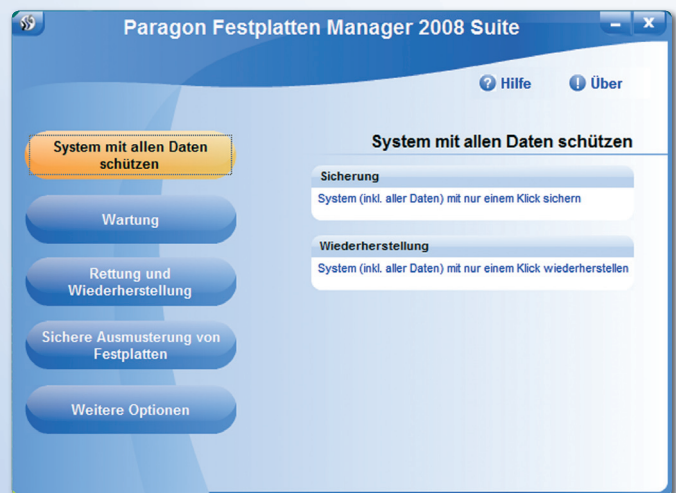 Paragon Festplatten Manager 2008 Suite
Hilfe
Über
System mit allen Daten
schützen
Wartung
Rettung und
Wiederherstellung
Sichere Ausmusterung von
Festplatten
Weitere Optionen
System mit allen Daten schützen
Sicherung
System (inkl. aller Daten) mit nur einem Klick sichern
Wiederherstellung
System (inkl. aller Daten) mit nur einem Klick wiederherstellen